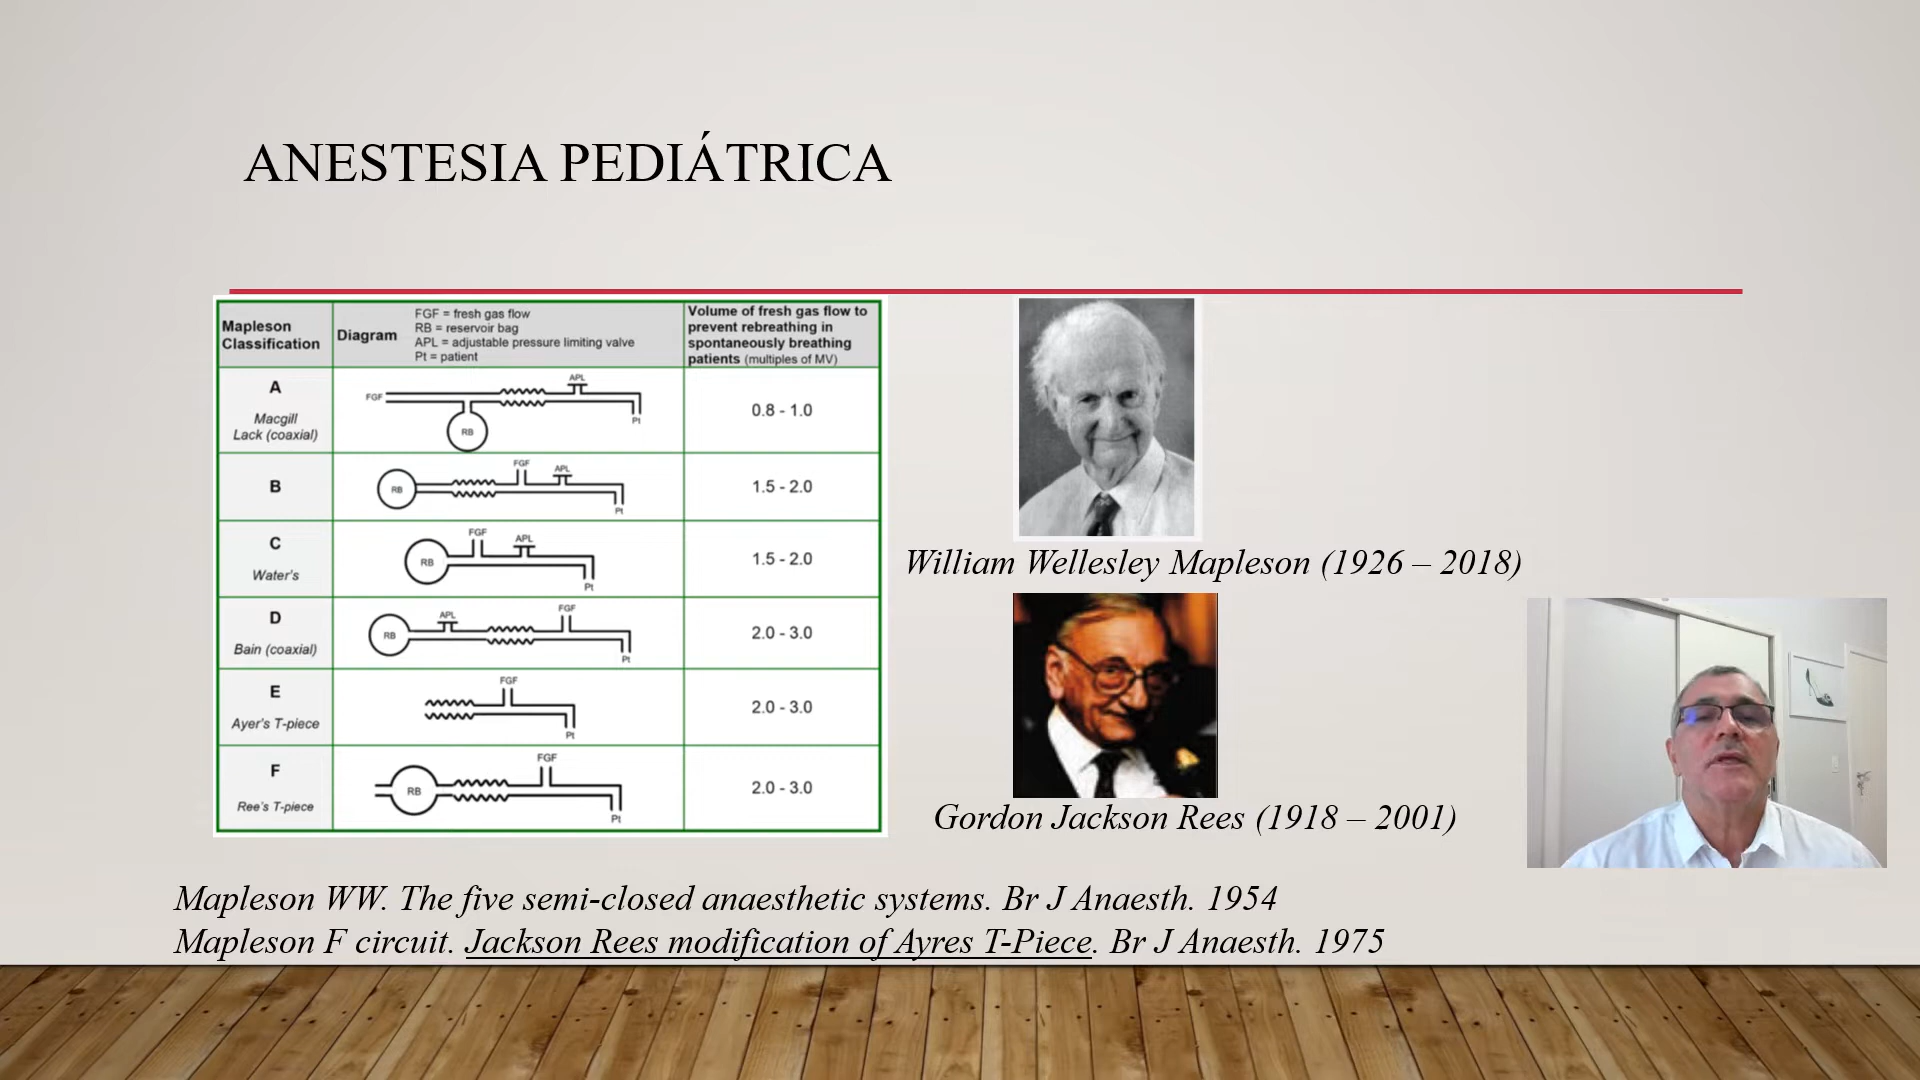 ANESTESIA PEDIÁTRICA
Mapleson
Classification
Diagram
FGF = fresh gas flow
RB = reservoir bag
APL = adjustable pressure limiting valve
Pt = patient
Volume of fresh gas flow to
prevent rebreathing in
spontaneously breathing
patients (multiples of MV)
A
Macgill
Lack (coaxial)
FGF
RB
APL
Pt
0.8 - 1.0
B
RB
FGF
APL
Pt
1.5 - 2.0
C
Water's
RB
FGF
APL
Pt
1.5 - 2.0
D
Bain (coaxial)
RB
APL
FGF
Pt
2.0 - 3.0
E
Ayer's T-piece
FGF
Pt
2.0 - 3.0
F
Ree's T-piece
RB
FGF
Pt
2.0 - 3.0
William Wellesley Mapleson (1926 – 2018)
Gordon Jackson Rees (1918 – 2001)
Mapleson WW. The five semi-closed anaesthetic systems. Br J Anaesth. 1954
Mapleson F circuit. Jackson Rees modification of Ayres T-Piece. Br J Anaesth. 1975